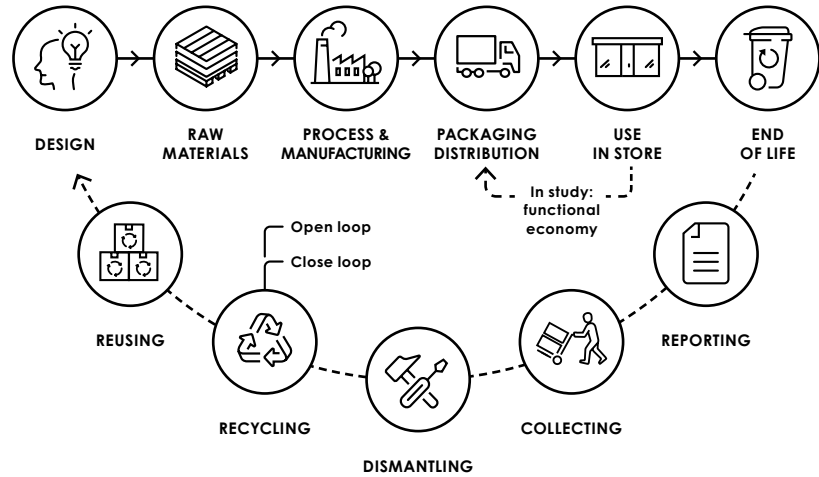 DESIGN
RAW
MATERIALS
PROCESS &
MANUFACTURING
PACKAGING
DISTRIBUTION
USE
IN STORE
END
OF LIFE
In study:
functional
economy
Open loop
Close loop
REUSING
REPORTING
RECYCLING
COLLECTING
DISMANTLING